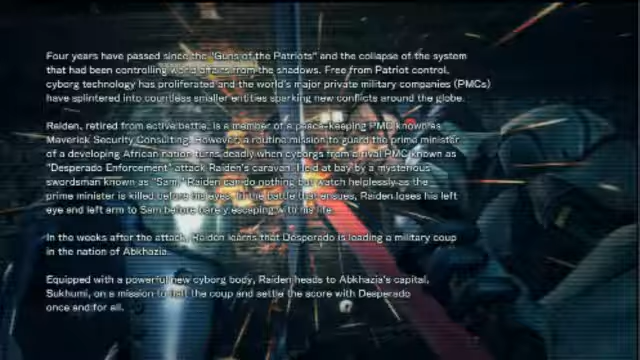 Four years have passed since the "Guns of the Patriots" and the collapse of the system
that had been controlling world affairs from the shadows. Free from Patriot control,
cyborg technology has proliferated and the world's major private military companies (PMCs)
have splintered into countless smaller entities sparking new conflicts around the globe.
Raiden, retired from active battle, is a member of a peace-keeping PMC known as
Maverick Security Consulting. However, a routine mission to guard the prime minister
of a developing African nation turns deadly when cyborgs from a rival PMC known as
"Desperado Enforcement" attack Raiden's caravan. Held at bay by a mysterious
swordsman known as "Sam," Raiden can do nothing but watch helplessly as the
prime minister is killed before his eyes. In the battle that ensues, Raiden loses his left
eye and left arm to Sam before barely escaping with his life.
In the weeks after the attack, Raiden learns that Desperado is leading a military coup
in the nation of Abkhazia.
Equipped with a powerful new cyborg body, Raiden heads to Abkhazia's capital,
Sukhumi, on a mission to halt the coup and settle the score with Desperado
once and for all.